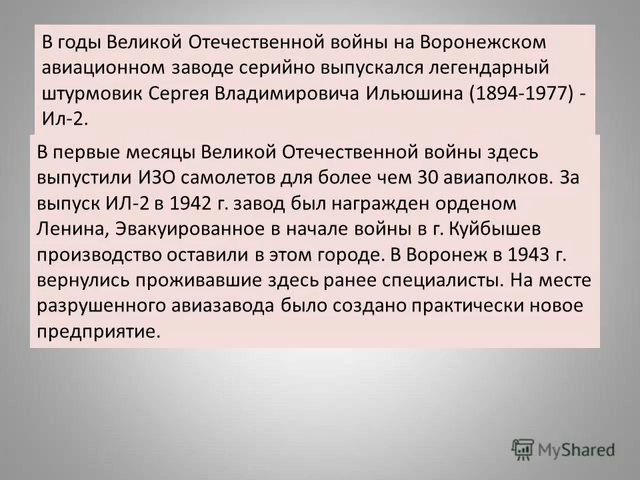 В годы Великой Отечественной войны на Воронежском
авиационном заводе серийно выпускался легендарный
штурмовик Сергея Владимировича Ильюшина (1894-1977) -
Ил-2.
В первые месяцы Великой Отечественной войны здесь
выпустили ИЗО самолетов для более чем 30 авиаполков. За
выпуск ИЛ-2 в 1942 г. завод был награжден орденом
Ленина, Эвакуированное в начале войны в г. Куйбышев
производство оставили в этом городе. В Воронеж в 1943 г.
вернулись проживавшие здесь ранее специалисты. На месте
разрушенного авиазавода было создано практически новое
предприятие.
MyShared